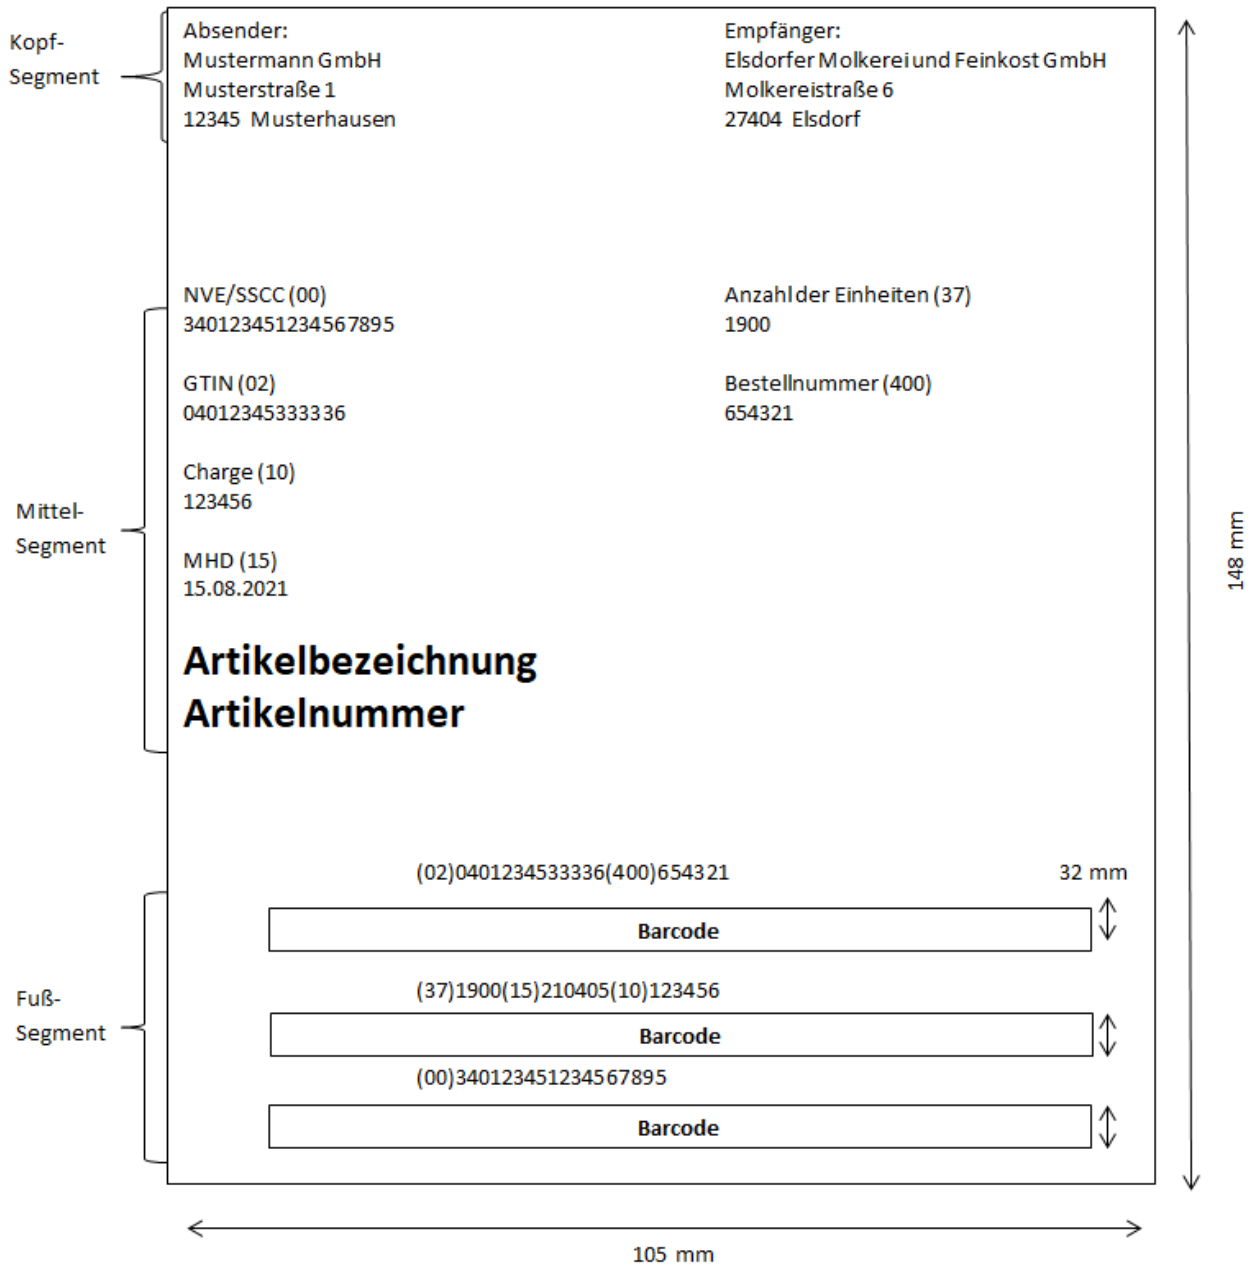 Kopf-
Segment
Absender:
Mustermann GmbH
Musterstraße 1
12345 Musterhausen
Empfänger:
Elsdorfer Molkerei und Feinkost GmbH
Molkereistraße 6
27404 Elsdorf
Mittel-
Segment
NVE/SSCC (00)
340123451234567895
Anzahl der Einheiten (37)
1900
GTIN (02)
04012345333336
Bestellnummer (400)
654321
Charge (10)
123456
MHD (15)
15.08.2021
Artikelbezeichnung
Artikelnummer
148 mm
Fuß-
Segment
(02)0401234533336(400)654321
32 mm
Barcode
(37)1900(15)210405(10)123456
Barcode
(00)340123451234567895
Barcode
105 mm